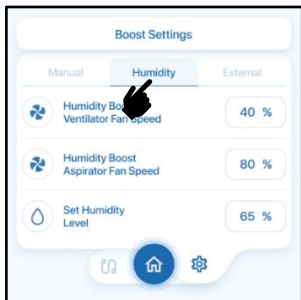 Boost Settings
Manual Humidity External
Humidity Boost
Ventilator Fan Speed
40 %
Humidity Boost
Aspirator Fan Speed
80 %
Set Humidity
Level
65 %